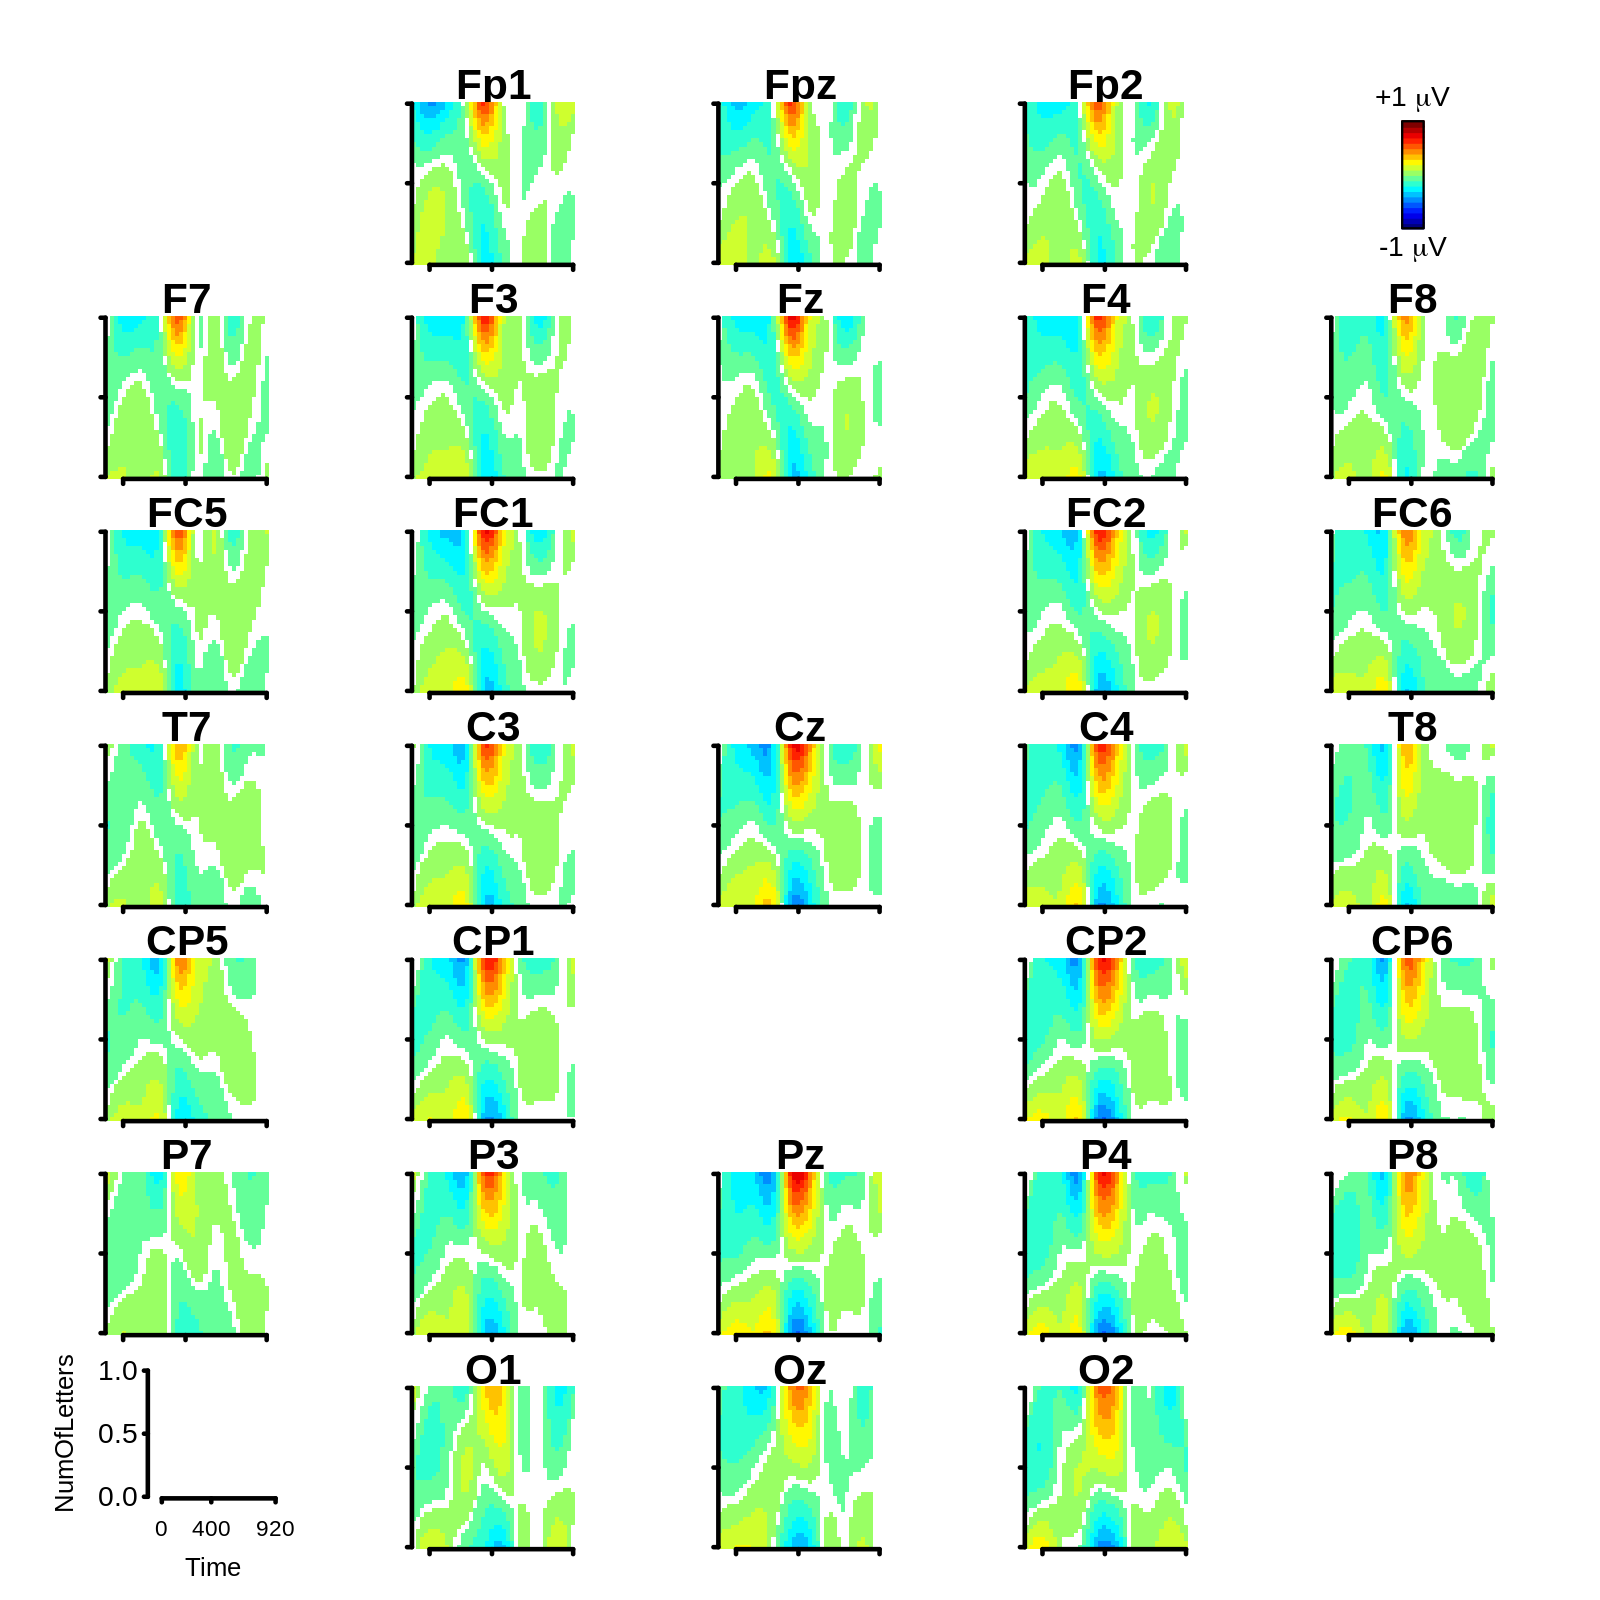 Fp1 Fpz Fp2
+1 µV
-1 µV
F7 F3 Fz F4 F8
FC5 FC1 FC2 FC6
T7 C3 Cz C4 T8
CP5 CP1 CP2 CP6
P7 P3 Pz P4 P8
O1 Oz O2
NumOfLetters
1.0
0.5
0.0
0 400 920
Time